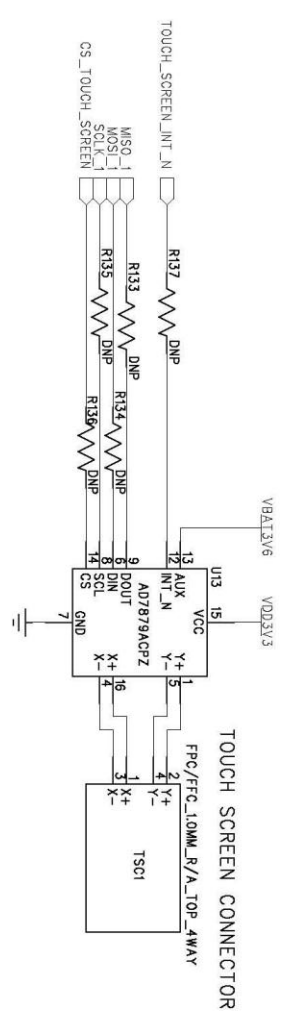 TOUCH SCREEN CONNECTOR
VBAT3V6
VDD3V3
TOUCH_SCREEN_INT_N
MISO_1
MOSI_1
SCLK_1
CS_TOUCH_SCREEN
R137
DNP
R133
DNP
R135
DNP
R134
DNP
R136
DNP
U13
AD7879ACPZ
13 AUX
12 INT_N
9 DOUT
6 DIN
8 SCL
14 CS
VCC 15
GND 7
Y+ 1
Y- 5
X+ 16
X- 4
FPC/FFC_1.0MM_R/A_TOP_4WAY
2 Y+
4 Y-
1 X+
3 X-
TSC1